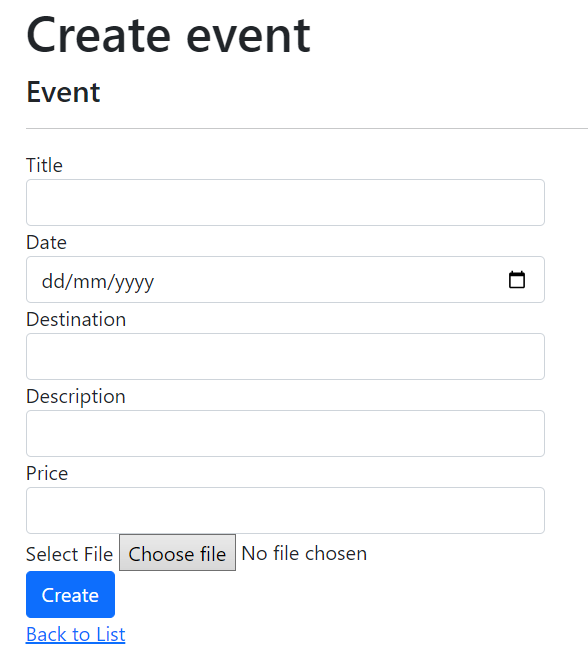 Create event
Event
Title
Date
dd/mm/yyyy
Destination
Description
Price
Select File Choose file No file chosen
Create
Back to List